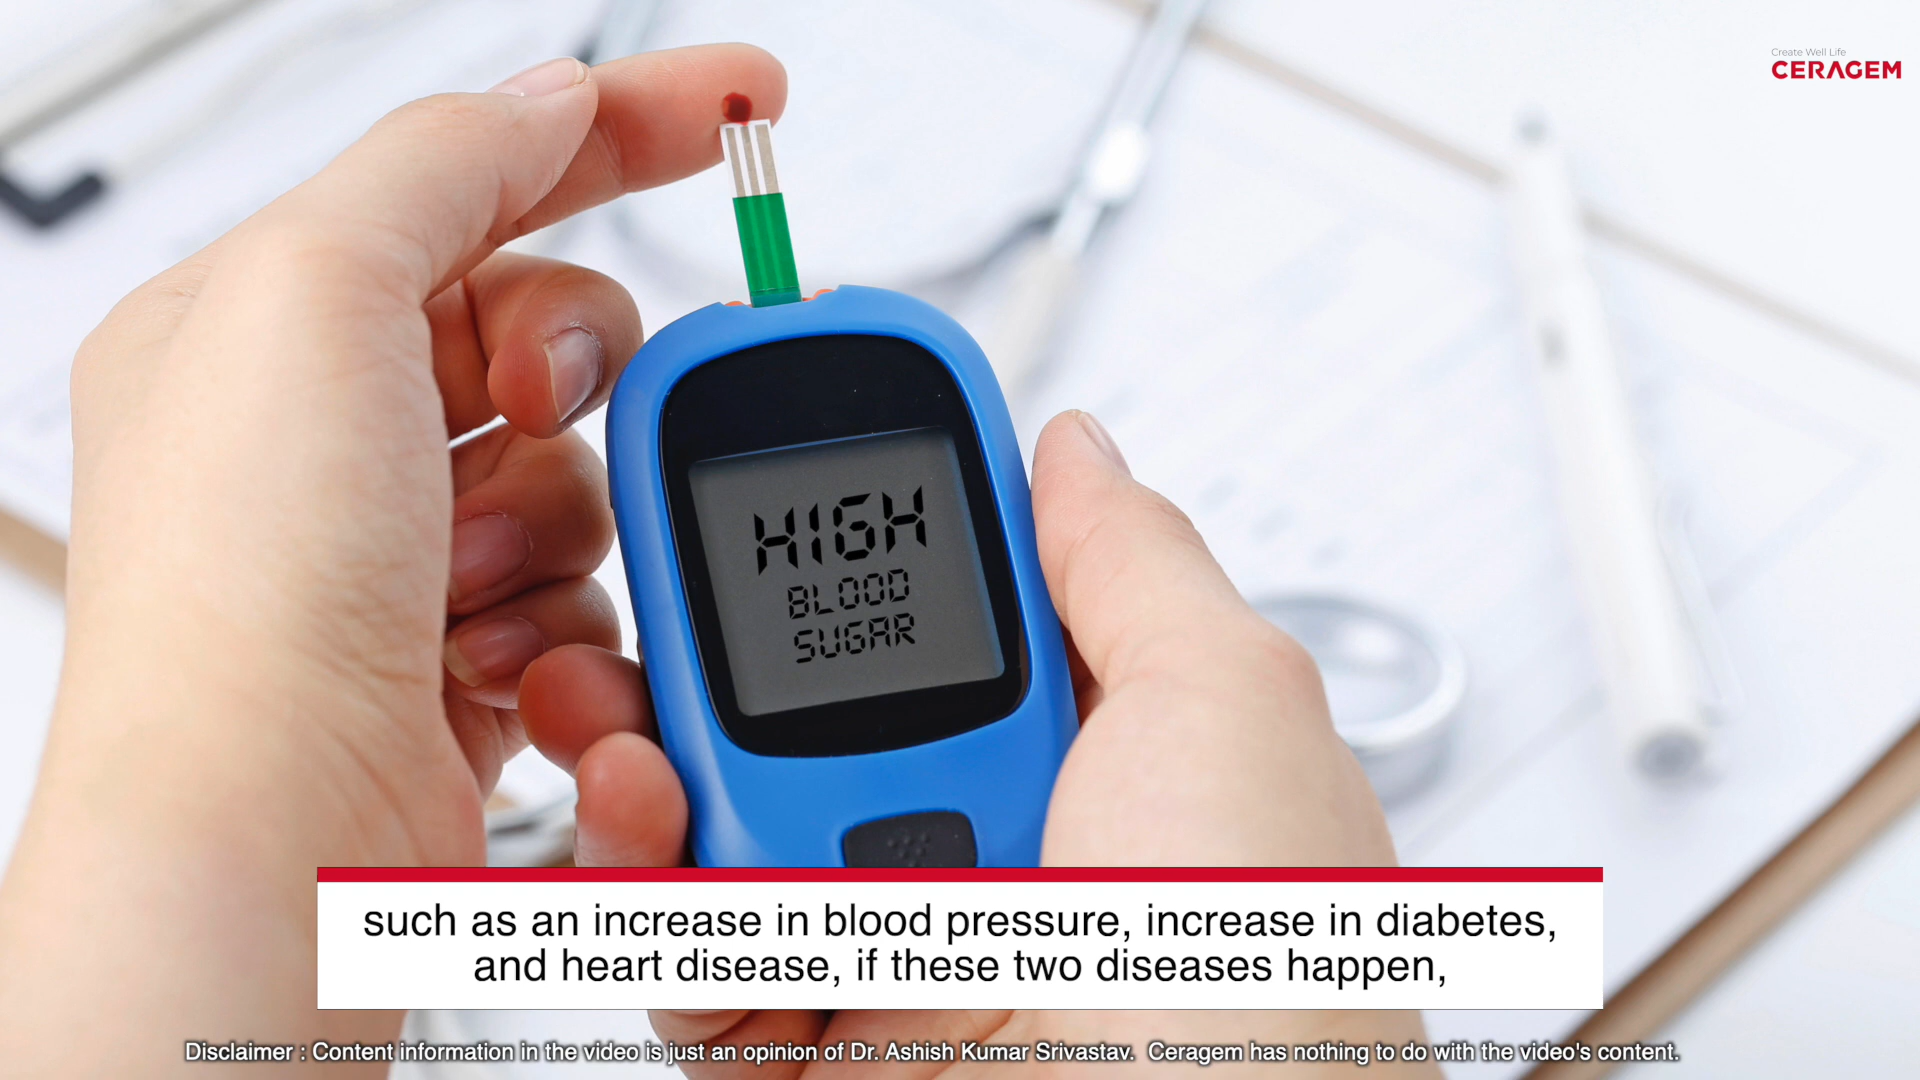 Create Well Life
CERAGEM
HIGH
BLOOD
SUGAR
such as an increase in blood pressure, increase in diabetes,
and heart disease, if these two diseases happen,
Disclaimer : Content information in the video is just an opinion of Dr. Ashish Kumar Srivastav. Ceragem has nothing to do with the video's content.